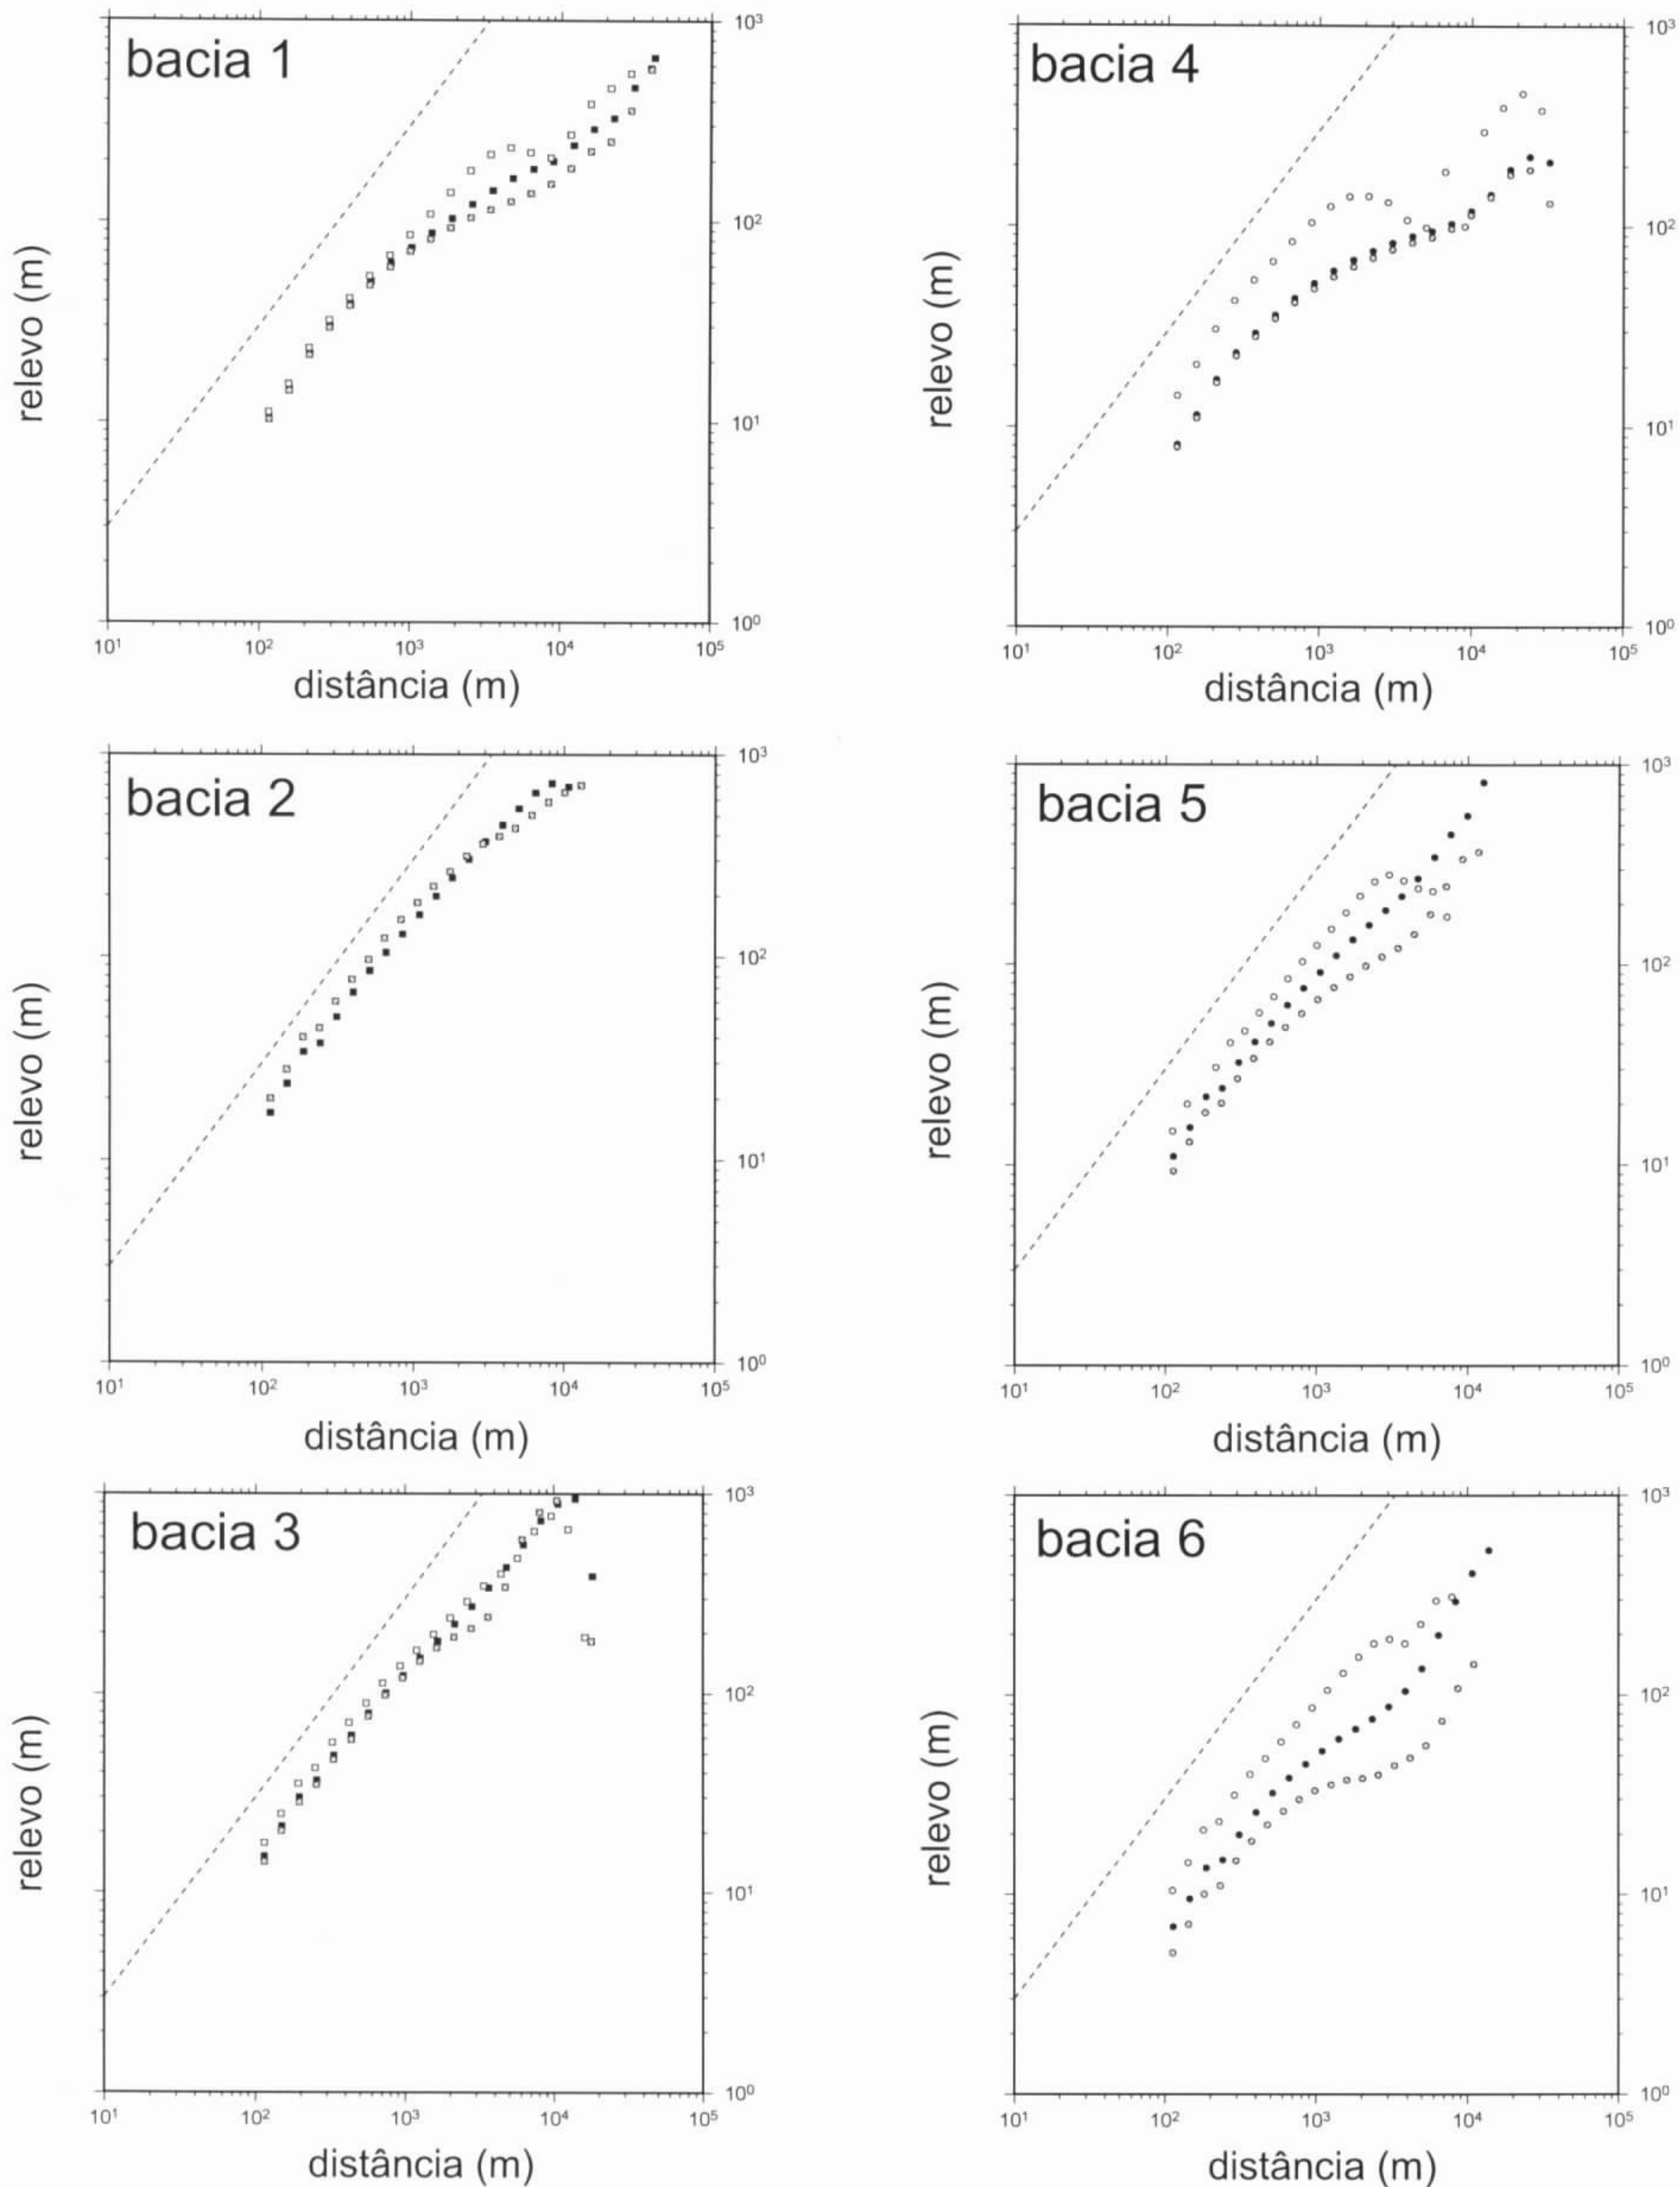 bacia 1
relevo (m)
10³
10²
10¹
10⁰
10¹ 10² 10³ 10⁴ 10⁵
distância (m)
bacia 4
relevo (m)
10³
10²
10¹
10⁰
10¹ 10² 10³ 10⁴ 10⁵
distância (m)
bacia 2
relevo (m)
10³
10²
10¹
10⁰
10¹ 10² 10³ 10⁴ 10⁵
distância (m)
bacia 5
relevo (m)
10³
10²
10¹
10⁰
10¹ 10² 10³ 10⁴ 10⁵
distância (m)
bacia 3
relevo (m)
10³
10²
10¹
10⁰
10¹ 10² 10³ 10⁴ 10⁵
distância (m)
bacia 6
relevo (m)
10³
10²
10¹
10⁰
10¹ 10² 10³ 10⁴ 10⁵
distância (m)